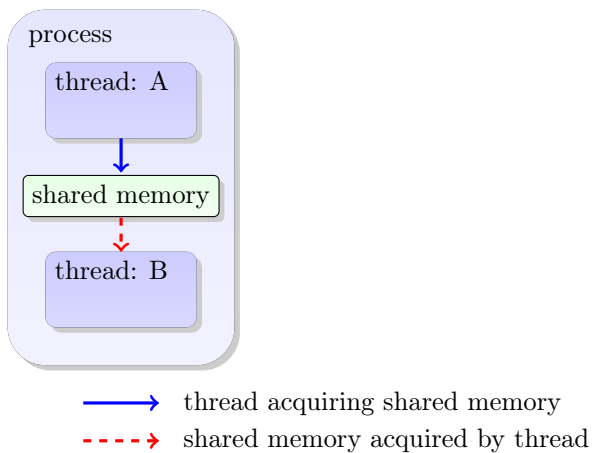 process
thread: A
shared memory
thread: B
thread acquiring shared memory
shared memory acquired by thread